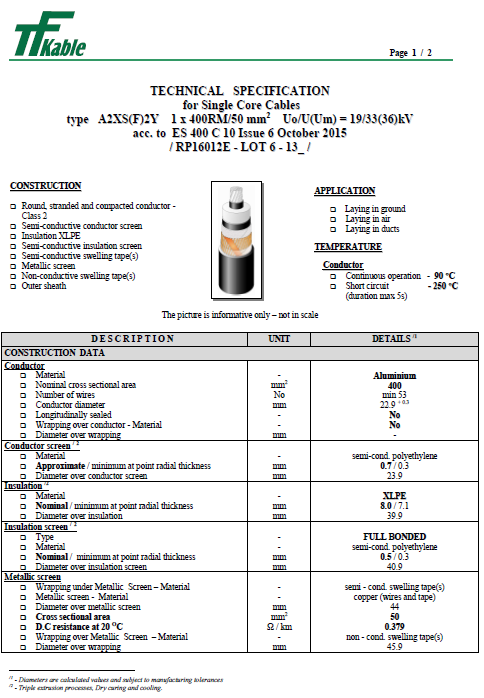 TF Kable
Page 1 / 2
TECHNICAL SPECIFICATION
for Single Core Cables
type A2XS(F)2Y 1 x 400RM/50 mm² Uo/U(Um) = 19/33(36)kV
acc. to ES 400 C 10 Issue 6 October 2015
/ RP16012E - LOT 6 - 13_ /
CONSTRUCTION
Round, stranded and compacted conductor -
Class 2
Semi-conductive conductor screen
Insulation XLPE
Semi-conductive insulation screen
Semi-conductive swelling tape(s)
Metallic screen
Non-conductive swelling tape(s)
Outer sheath
APPLICATION
Laying in ground
Laying in air
Laying in ducts
TEMPERATURE
Conductor
Continuous operation - 90 °C
Short circuit - 250 °C
(duration max 5s)
The picture is informative only – not in scale
DESCRIPTION UNIT DETAILS /1
CONSTRUCTION DATA
Conductor
Material - Aluminium
Nominal cross sectional area mm² 400
Number of wires No min 53
Conductor diameter mm 22.9 ± 0.3
Longitudinally sealed - No
Wrapping over conductor - Material - No
Diameter over wrapping mm -
Conductor screen /2
Material - semi-cond. polyethylene
Approximate / minimum at point radial thickness mm 0.7 / 0.3
Diameter over conductor screen mm 23.9
Insulation /2
Material - XLPE
Nominal / minimum at point radial thickness mm 8.0 / 7.1
Diameter over insulation mm 39.9
Insulation screen /2
Type - FULL BONDED
Material - semi-cond. polyethylene
Nominal / minimum at point radial thickness mm 0.5 / 0.3
Diameter over insulation screen mm 40.9
Metallic screen
Wrapping under Metallic Screen – Material - semi - cond. swelling tape(s)
Metallic screen - Material - copper (wires and tape)
Diameter over metallic screen mm 44
Cross sectional area mm² 50
D.C resistance at 20 °C Ω / km 0.379
Wrapping over Metallic Screen – Material - non - cond. swelling tape(s)
Diameter over wrapping mm 45.9
/1 - Diameters are calculated values and subject to manufacturing tolerances
/2 - Triple extrusion processes, Dry curing and cooling.